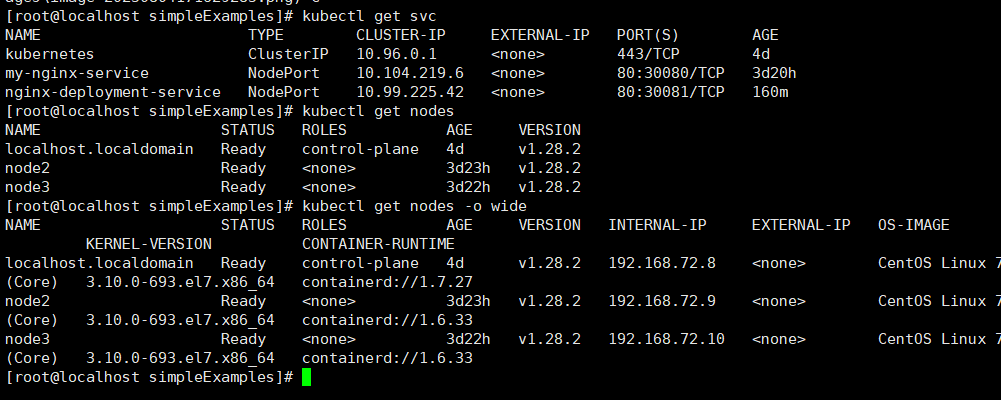 [root@localhost simpleExamples]# kubectl get svc
NAME                       TYPE        CLUSTER-IP     EXTERNAL-IP   PORT(S)        AGE
kubernetes                 ClusterIP   10.96.0.1      <none>        443/TCP        4d
my-nginx-service           NodePort    10.104.219.6   <none>        80:30080/TCP   3d20h
nginx-deployment-service   NodePort    10.99.225.42   <none>        80:30081/TCP   160m
[root@localhost simpleExamples]# kubectl get nodes
NAME                    STATUS   ROLES           AGE     VERSION
localhost.localdomain   Ready    control-plane   4d      v1.28.2
node2                   Ready    <none>          3d23h   v1.28.2
node3                   Ready    <none>          3d22h   v1.28.2
[root@localhost simpleExamples]# kubectl get nodes -o wide
NAME                    STATUS   ROLES           AGE     VERSION   INTERNAL-IP     EXTERNAL-IP   OS-IMAGE
         KERNEL-VERSION          CONTAINER-RUNTIME
localhost.localdomain   Ready    control-plane   4d      v1.28.2   192.168.72.8    <none>        CentOS Linux 7
(Core)   3.10.0-693.el7.x86_64   containerd://1.7.27
node2                   Ready    <none>          3d23h   v1.28.2   192.168.72.9    <none>        CentOS Linux 7
(Core)   3.10.0-693.el7.x86_64   containerd://1.6.33
node3                   Ready    <none>          3d22h   v1.28.2   192.168.72.10   <none>        CentOS Linux 7
(Core)   3.10.0-693.el7.x86_64   containerd://1.6.33
[root@localhost simpleExamples]#